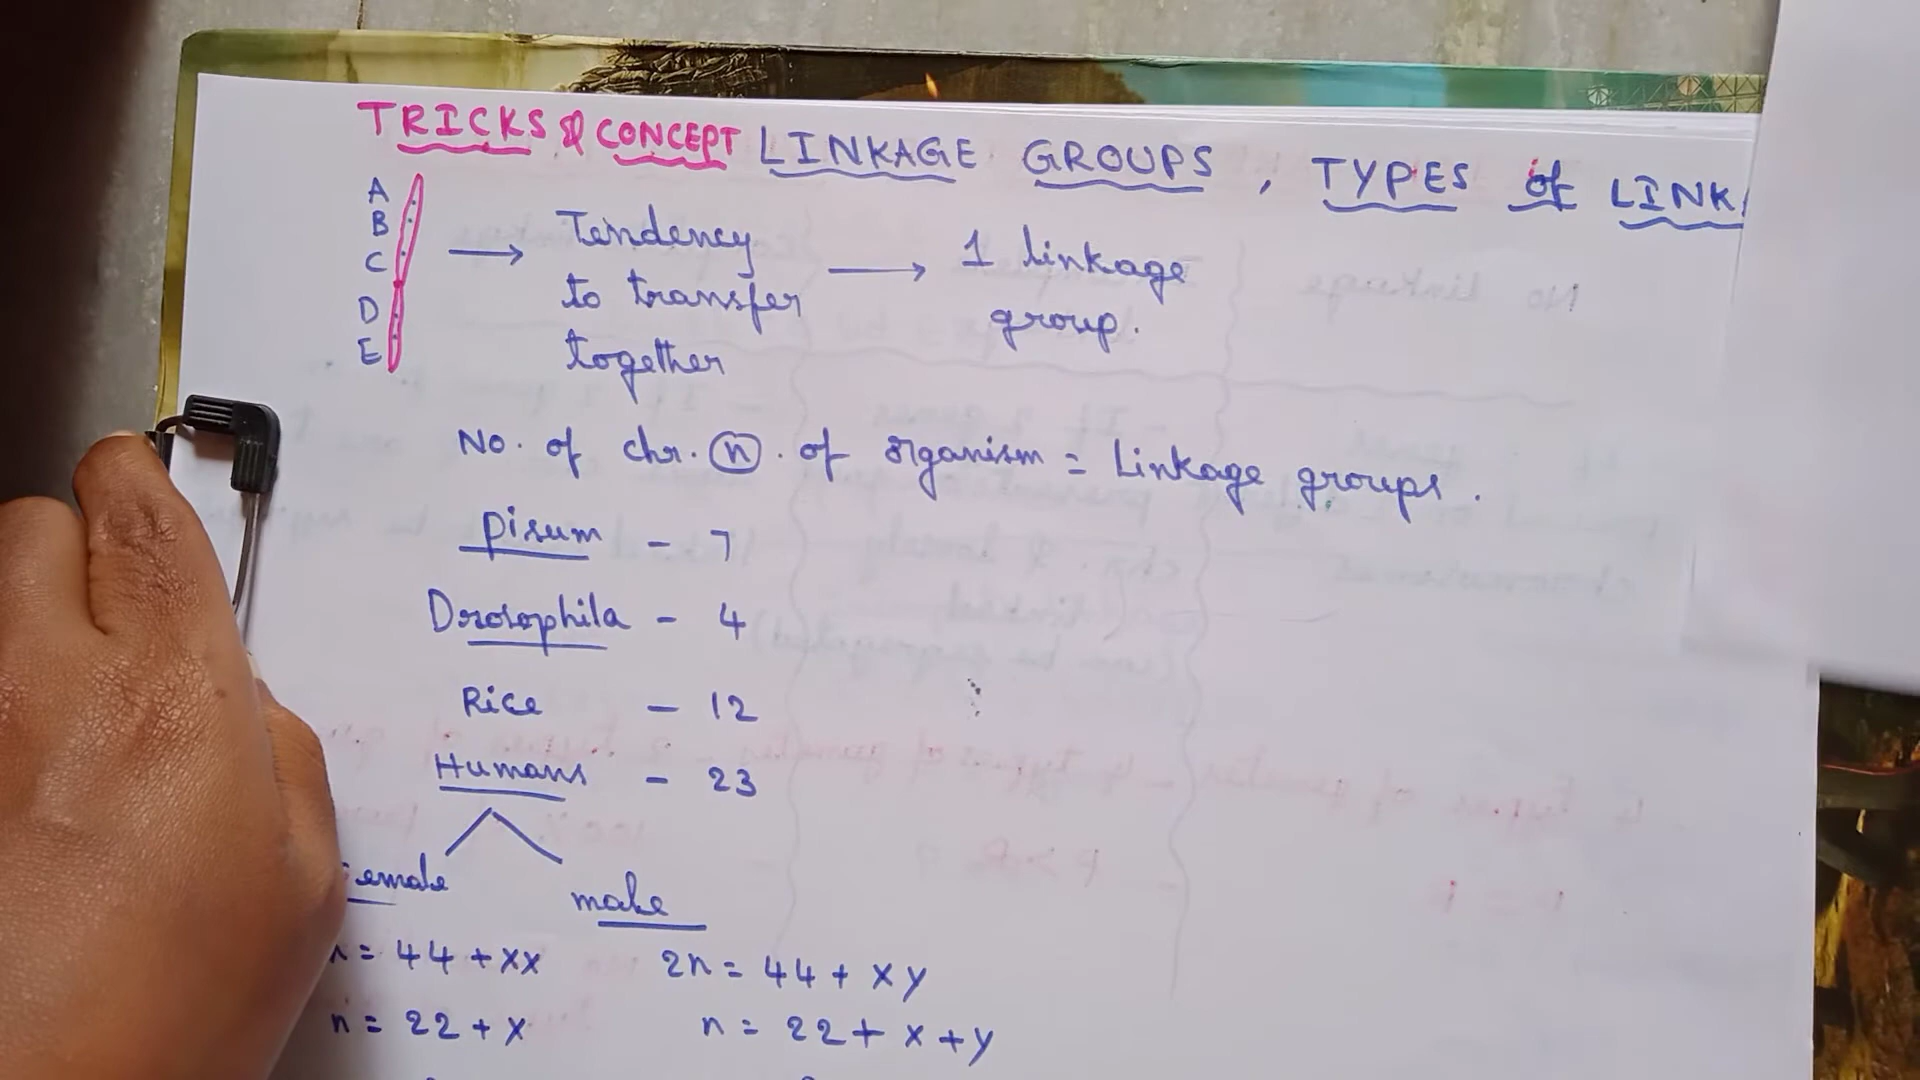 TRICKS & CONCEPT LINKAGE GROUPS, TYPES of LINK
A
B
C
D
E
→ Tendency to transfer together → 1 linkage group.
No. of chr. n. of organism = Linkage groups.
Pisum - 7
Drosophila - 4
Rice - 12
Humans - 23
emale
male
n = 44 + XX
2n = 44 + XY
n = 22 + X
n = 22 + X + Y